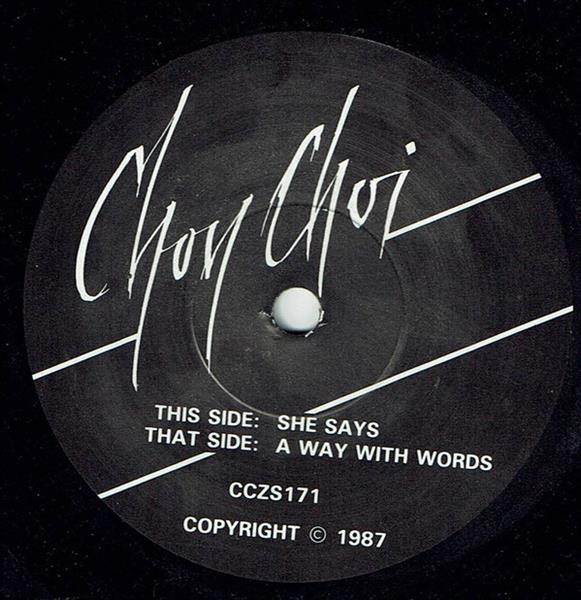 Choy Choi
THIS SIDE: SHE SAYS
THAT SIDE: A WAY WITH WORDS
CCZS171
COPYRIGHT © 1987